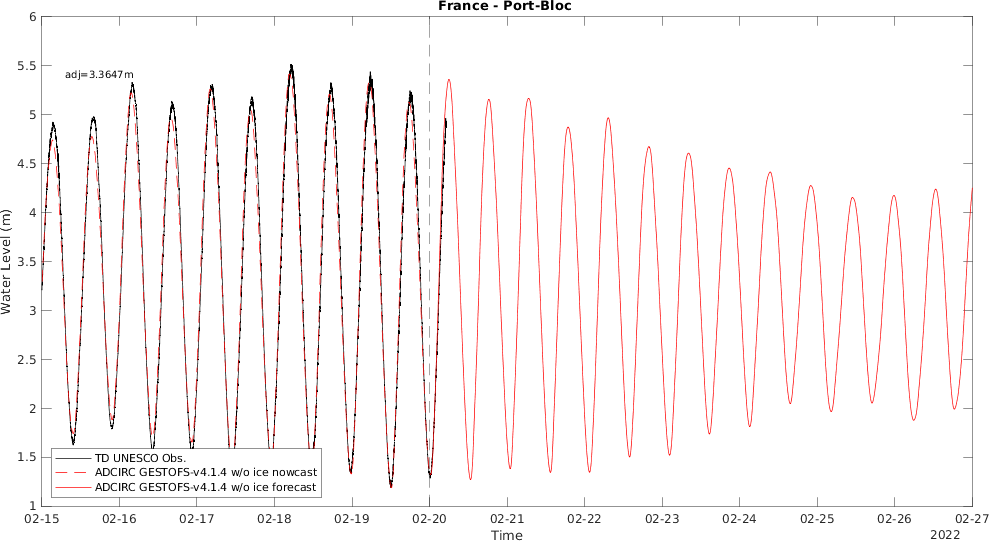 France - Port-Bloc
6
5.5
5
4.5
4
3.5
3
2.5
2
1.5
1
Water Level (m)
adj=3.3647m
TD UNESCO Obs.
ADCIRC GESTOFS-v4.1.4 w/o ice nowcast
ADCIRC GESTOFS-v4.1.4 w/o ice forecast
02-15 02-16 02-17 02-18 02-19 02-20 02-21 02-22 02-23 02-24 02-25 02-26 02-27
Time
2022